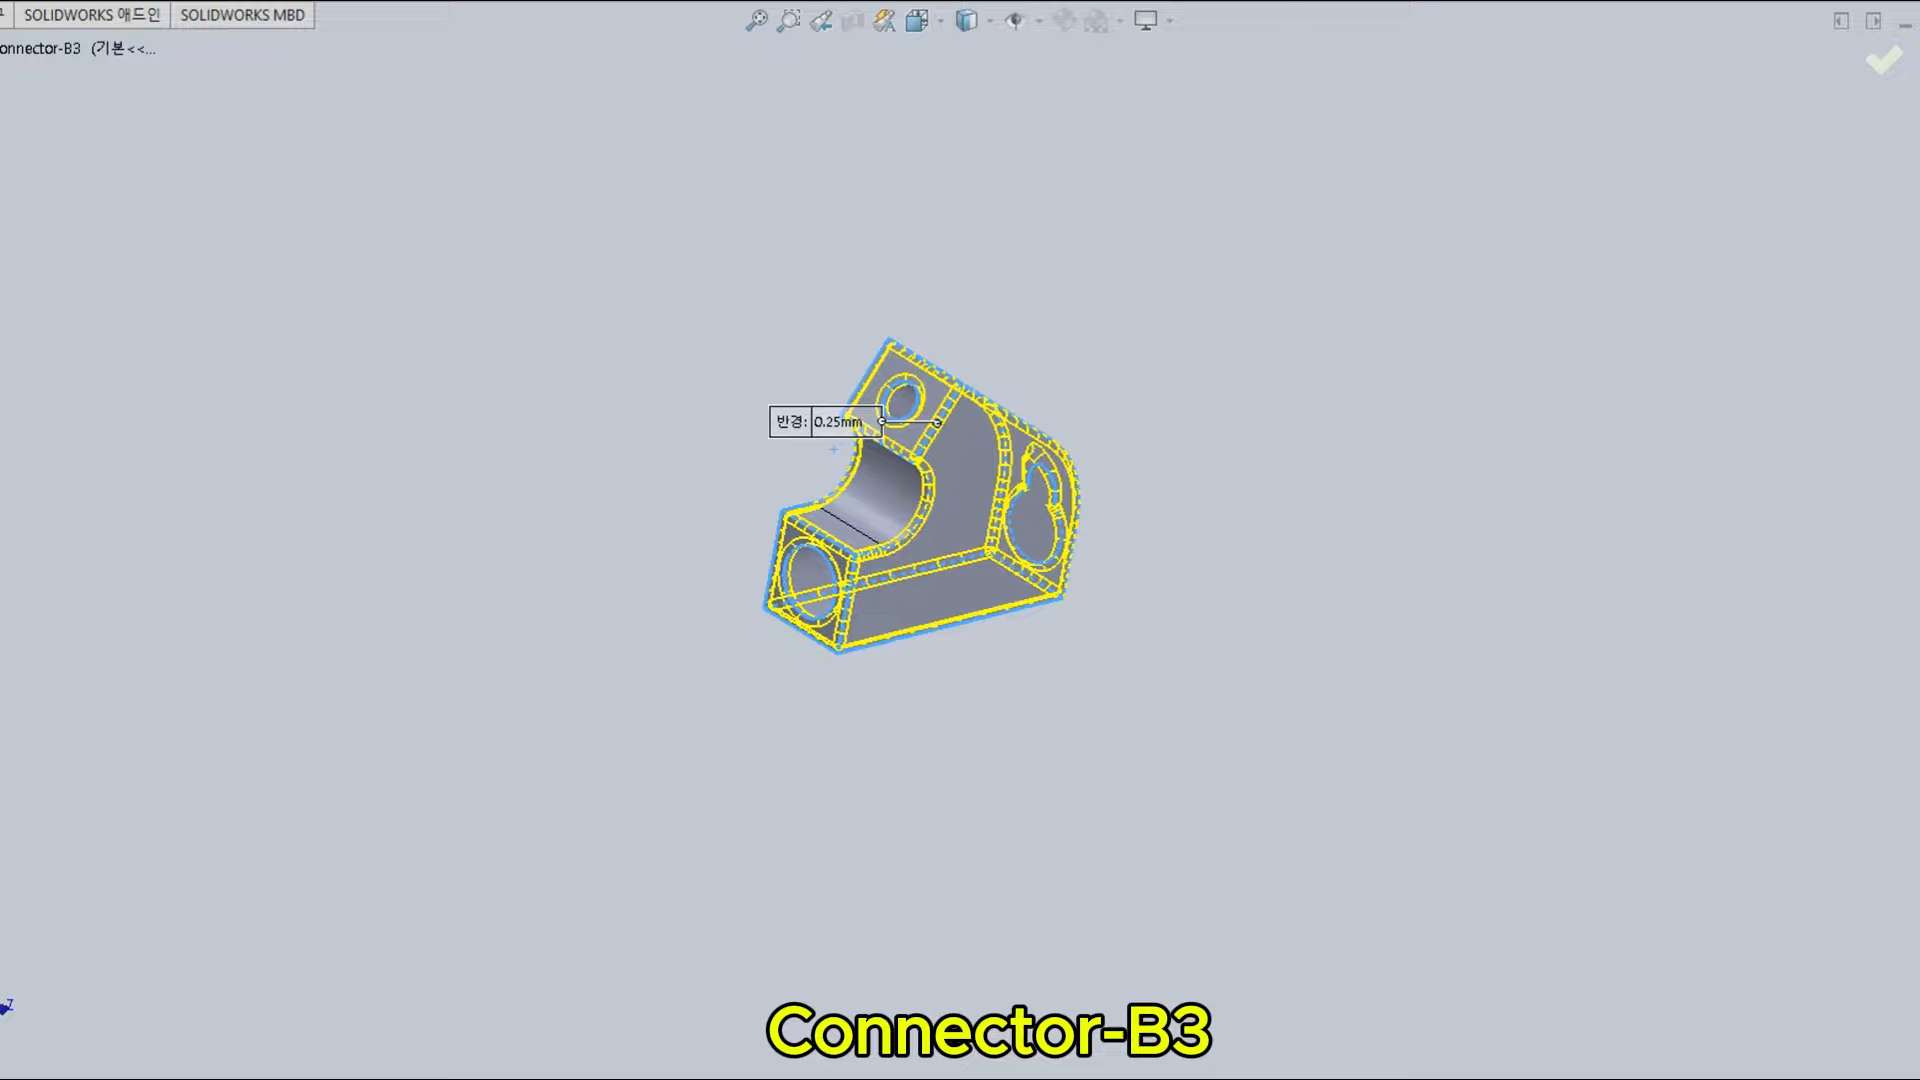 SOLIDWORKS 애드인 SOLIDWORKS MBD
onnector-B3 (기본<<...
반경: 0.25mm
Connector-B3